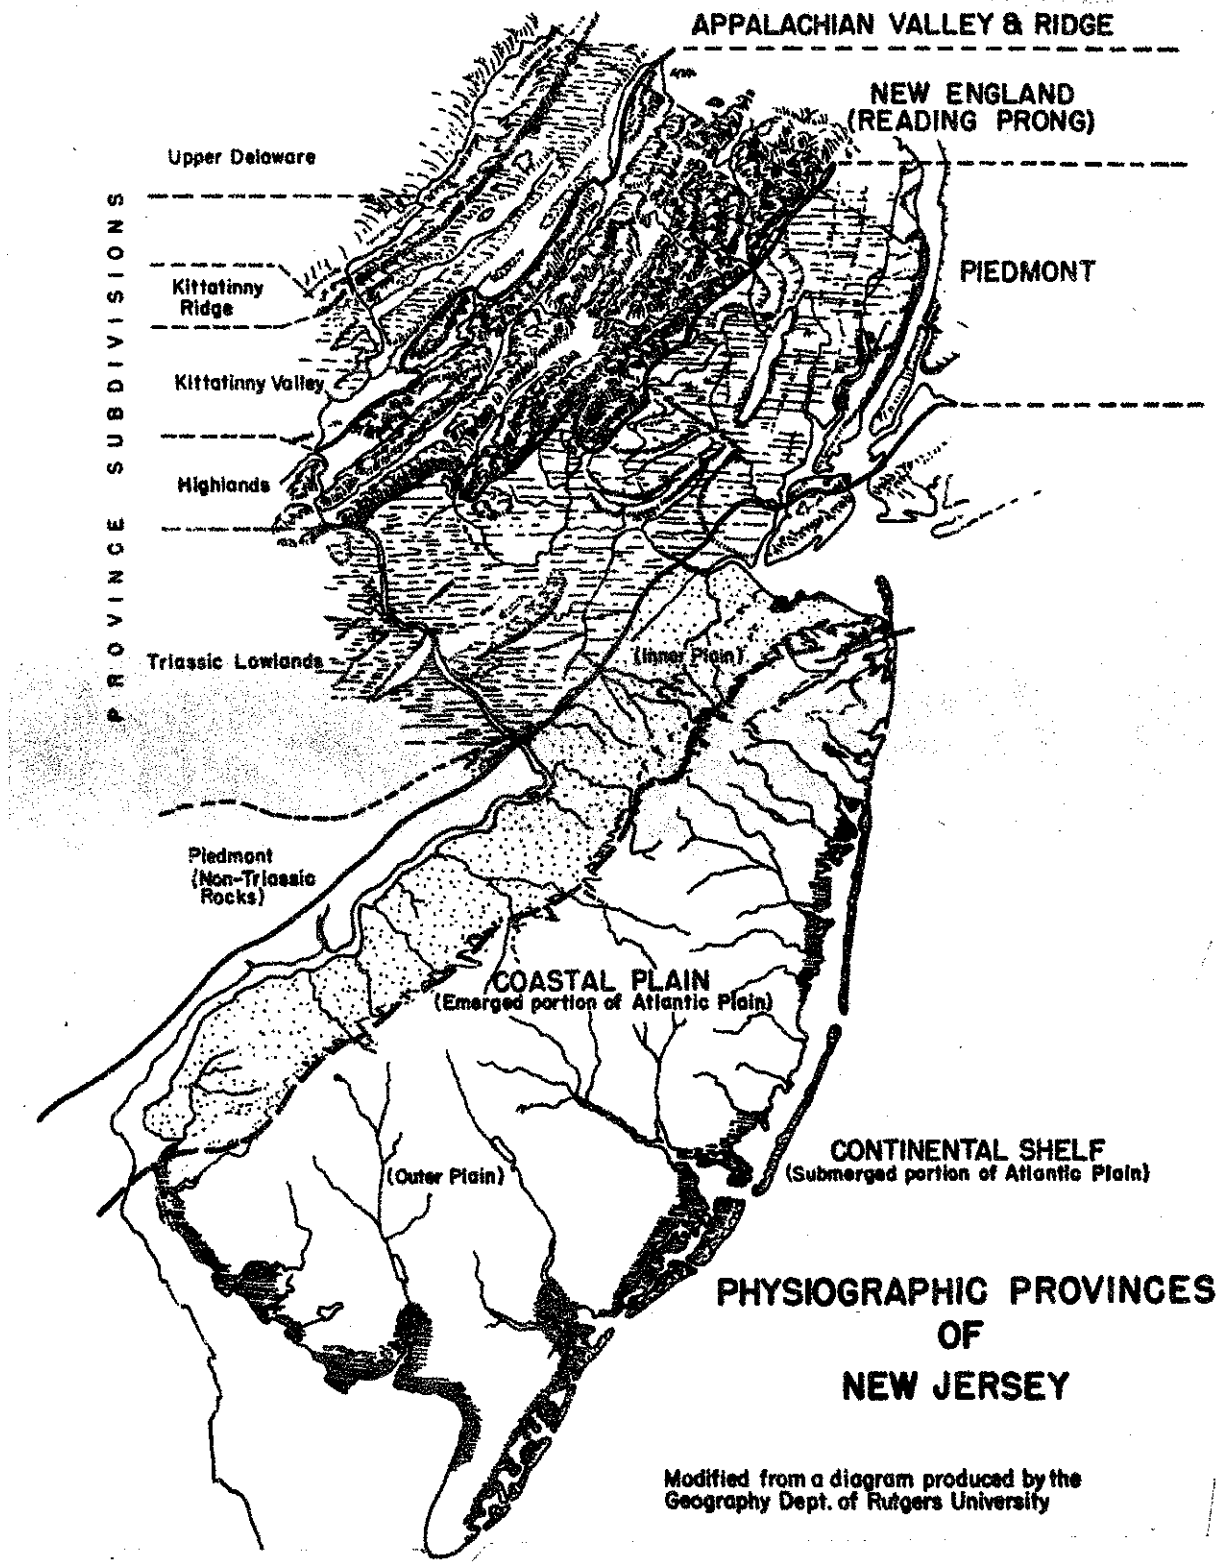 APPALACHIAN VALLEY & RIDGE
NEW ENGLAND
(READING PRONG)
Upper Delaware
PROVINCE SUBDIVISIONS
PIEDMONT
Kittatinny
Ridge
Kittatinny Valley
Highlands
Triassic Lowlands
(Inner Plain)
Piedmont
(Non-Triassic
Rocks)
COASTAL PLAIN
(Emerged portion of Atlantic Plain)
CONTINENTAL SHELF
(Submerged portion of Atlantic Plain)
(Outer Plain)
PHYSIOGRAPHIC PROVINCES
OF
NEW JERSEY
Modified from a diagram produced by the
Geography Dept. of Rutgers University